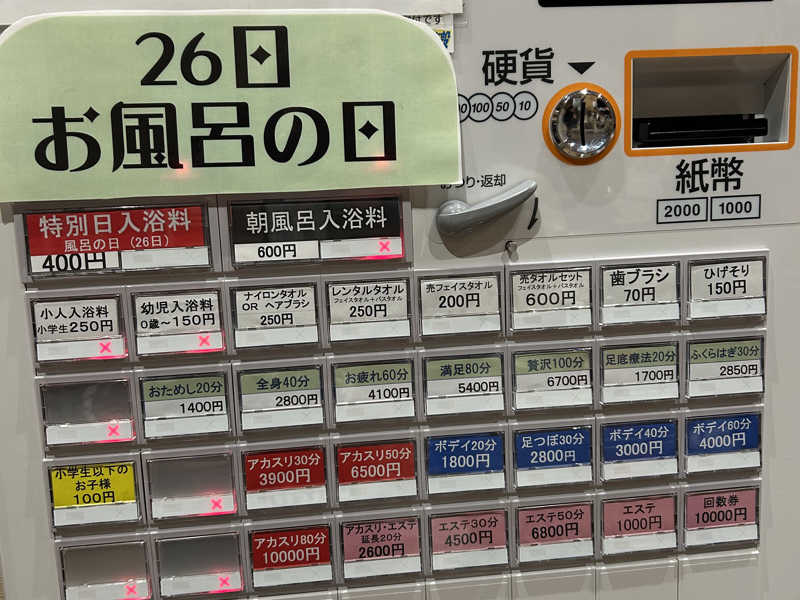 26日
お風呂の日
硬貨
100 50 10
おつり・返却
紙幣
2000 1000
特別日入浴料
風呂の日（26日）
400円
朝風呂入浴料
600円
小人入浴料
小学生250円
幼児入浴料
0歳〜150円
ナイロンタオル
OR ヘアブラシ
250円
レンタルタオル
フェイスタオル+バスタオル
250円
売フェイスタオル
200円
売タオルセット
フェイスタオル+バスタオル
600円
歯ブラシ
70円
ひげそり
150円
おためし20分
1400円
全身40分
2800円
お疲れ60分
4100円
満足80分
5400円
贅沢100分
6700円
足底療法20分
1700円
ふくらはぎ30分
2850円
小学生以下の
お子様
100円
アカスリ30分
3900円
アカスリ50分
6500円
ボデイ20分
1800円
足つぼ30分
2800円
ボデイ40分
3000円
ボデイ60分
4000円
アカスリ80分
10000円
アカスリ・エステ
延長20分
2600円
エステ30分
4500円
エステ50分
6800円
エステ
1000円
回数券
10000円